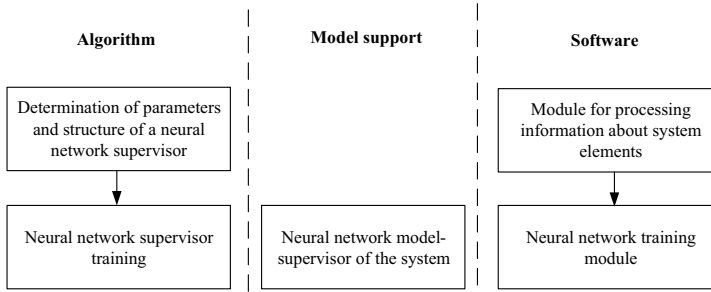 Algorithm
Model support
Software
Determination of parameters
and structure of a neural
network supervisor
Module for processing
information about system
elements
Neural network supervisor
training
Neural network model-
supervisor of the system
Neural network training
module